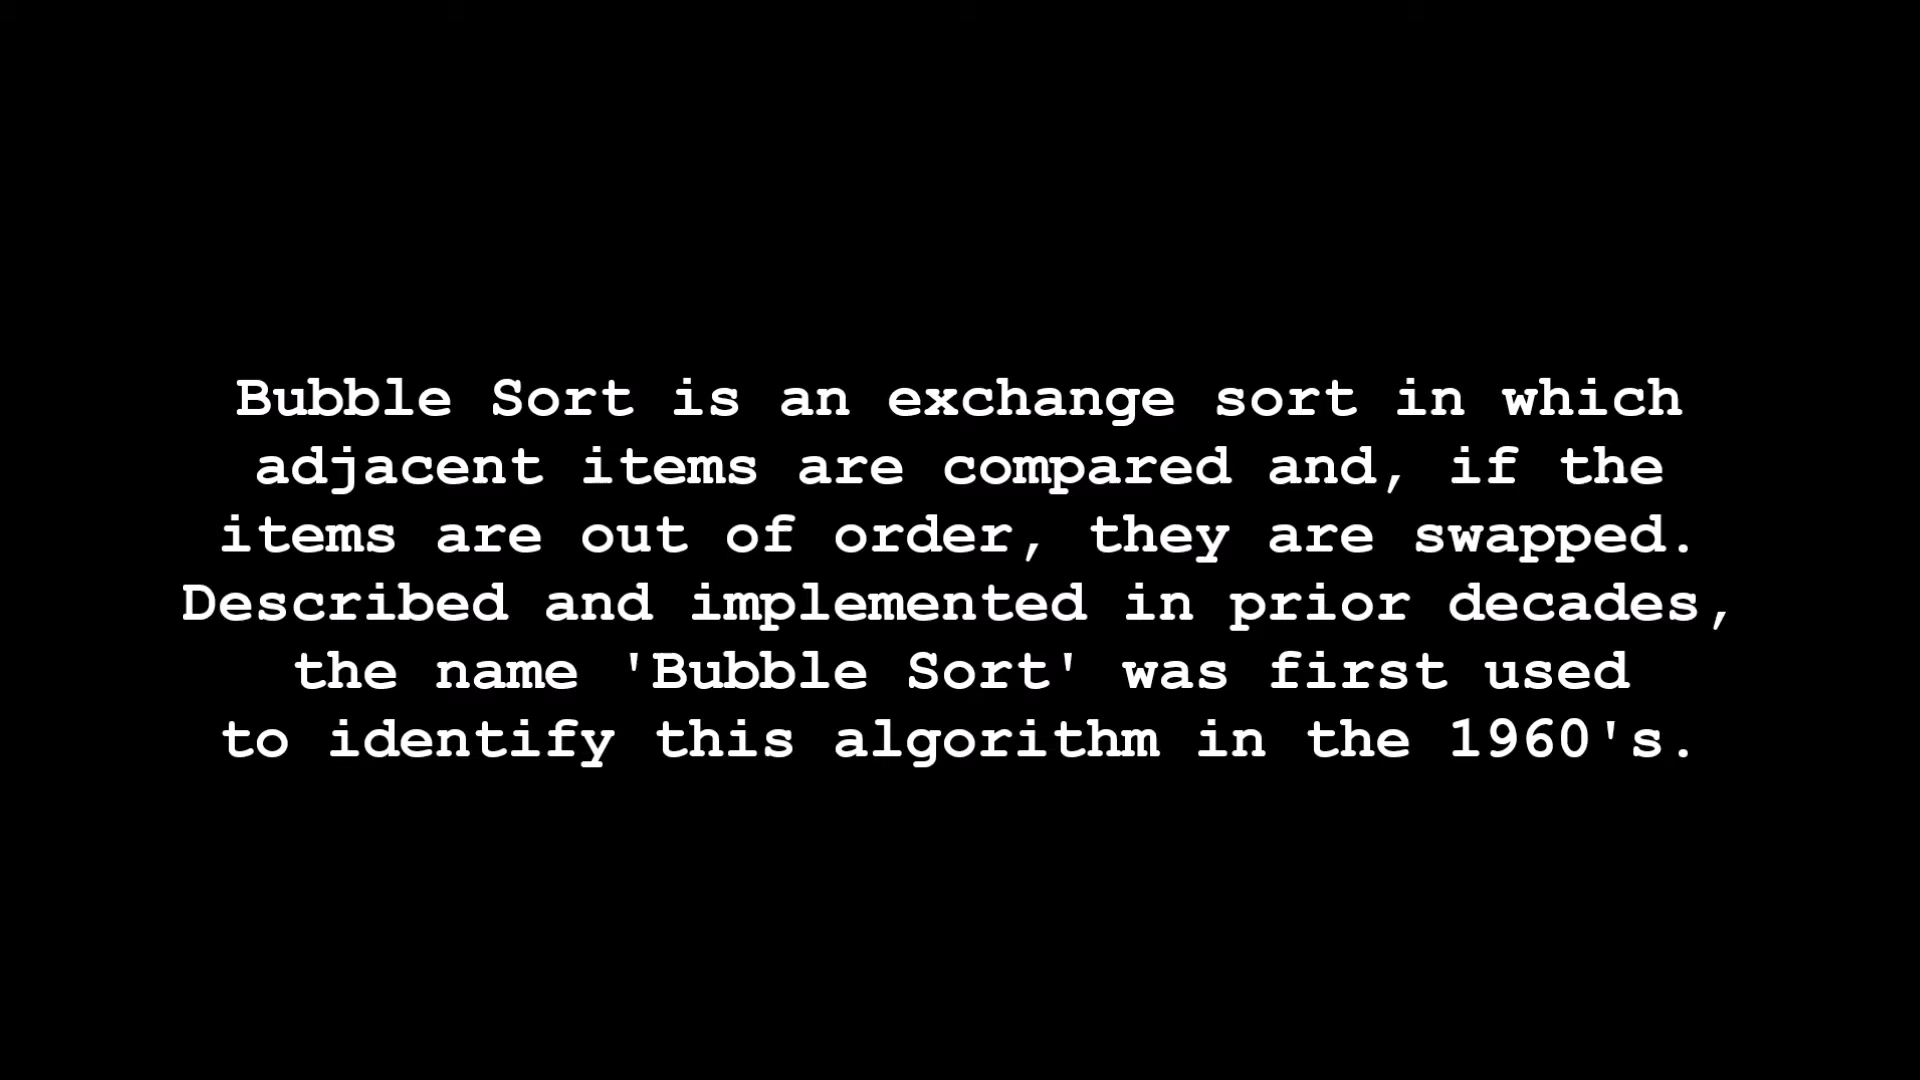 Bubble Sort is an exchange sort in which
adjacent items are compared and, if the
items are out of order, they are swapped.
Described and implemented in prior decades,
the name 'Bubble Sort' was first used
to identify this algorithm in the 1960's.